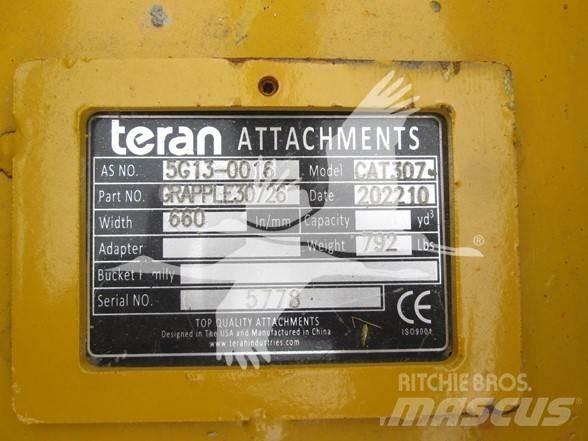 teran ATTACHMENTS
AS NO. 5G13-0016 Model CAT307
Part NO. GRAPPLE30/26 Date 202210
Width 660 In/mm Capacity yd³
Adapter Weight 792 Lbs
Bucket Family
Serial NO. 5778
CE
ISO9001
TOP QUALITY ATTACHMENTS
Designed in The USA and Manufactured in China
www.teranindustries.com
RITCHIE BROS.
MASCUS